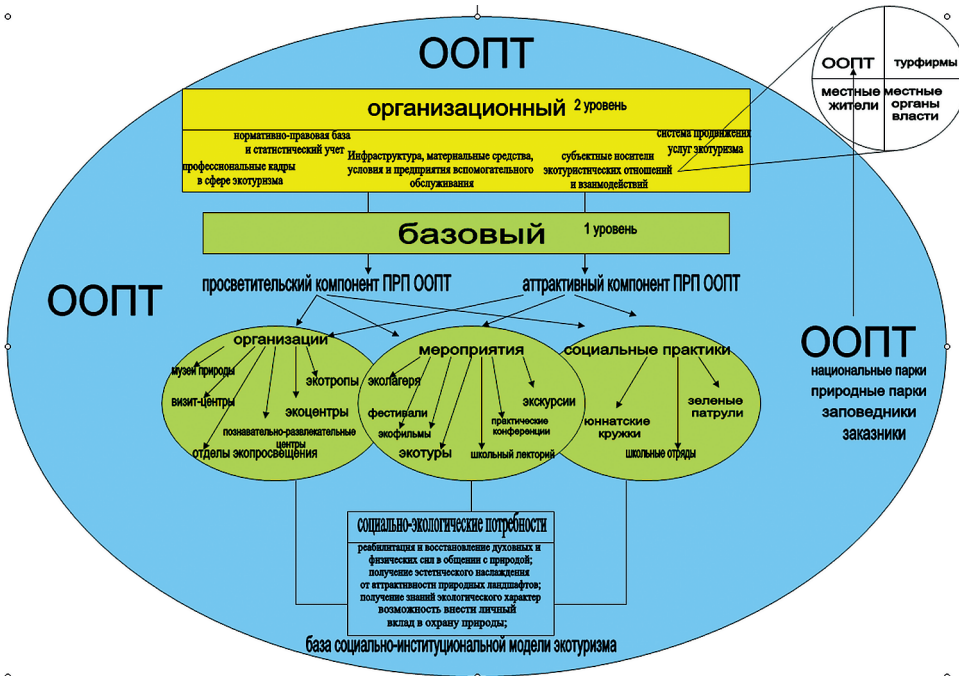 ООПТ
ООПТ
турфирмы
местные
жители
местные
органы
власти
организационный 2 уровень
нормативно-правовая база
и статистический учет
система продвижения
услуг экотуризма
профессиональные кадры
в сфере экотуризма
Инфраструктура, материальные средства,
условия и предприятия вспомогательного
обслуживания
субъектные носители
экотуристических отношений
и взаимодействий
базовый 1 уровень
просветительский компонент ПРП ООПТ
аттрактивный компонент ПРП ООПТ
ООПТ
ООПТ
национальные парки
природные парки
заповедники
заказники
организации
музеи природы
экотропы
визит-центры
экоцентры
познавательно-развлекательные
центры
отделы экопросвещения
мероприятия
эколагеря
экскурсии
фестивали
практические
конференции
экофильмы
экотуры
школьный лекторий
социальные практики
зеленые
патрули
юннатские
кружки
школьные отряды
социально-экологические потребности
реабилитация и восстановление духовных и
физических сил в общении с природой;
получение эстетического наслаждения
от аттрактивности природных ландшафтов;
получение знаний экологического характер
возможность внести личный
вклад в охрану природы;
база социально-институциональной модели экотуризма